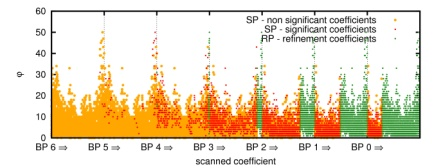 60
50
40
30
20
10
0
φ
SP - non significant coefficients
SP - significant coefficients
RP - refinement coefficients
BP 6 ⇒ BP 5 ⇒ BP 4 ⇒ BP 3 ⇒ BP 2 ⇒ BP 1 ⇒ BP 0 ⇒
scanned coefficient